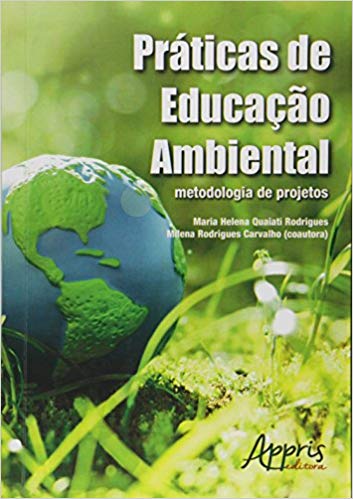 Práticas de
Educação
Ambiental
metodologia de projetos
Maria Helena Quaiati Rodrigues
Milena Rodrigues Carvalho (coautora)
Appris
editora